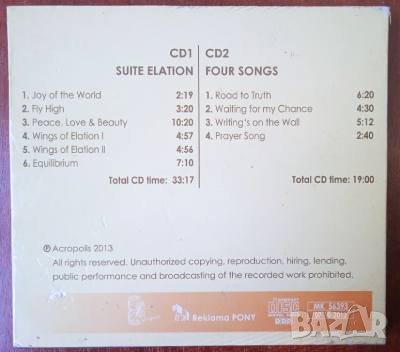 CD1
SUITE ELATION
1. Joy of the World 2:19
2. Fly High 3:20
3. Peace, Love & Beauty 10:20
4. Wings of Elation I 4:57
5. Wings of Elation II 4:56
6. Equilibrium 7:10
Total CD time: 33:17
CD2
FOUR SONGS
1. Road to Truth 6:20
2. Waiting for my Chance 4:30
3. Writing's on the Wall 5:12
4. Prayer Song 2:40
Total CD time: 19:00
℗ Acropolis 2013
All rights reserved. Unauthorized copying, reproduction, hiring, lending,
public performance and broadcasting of the recorded work prohibited.
Reklama PONY
MK 56393
BAZAR